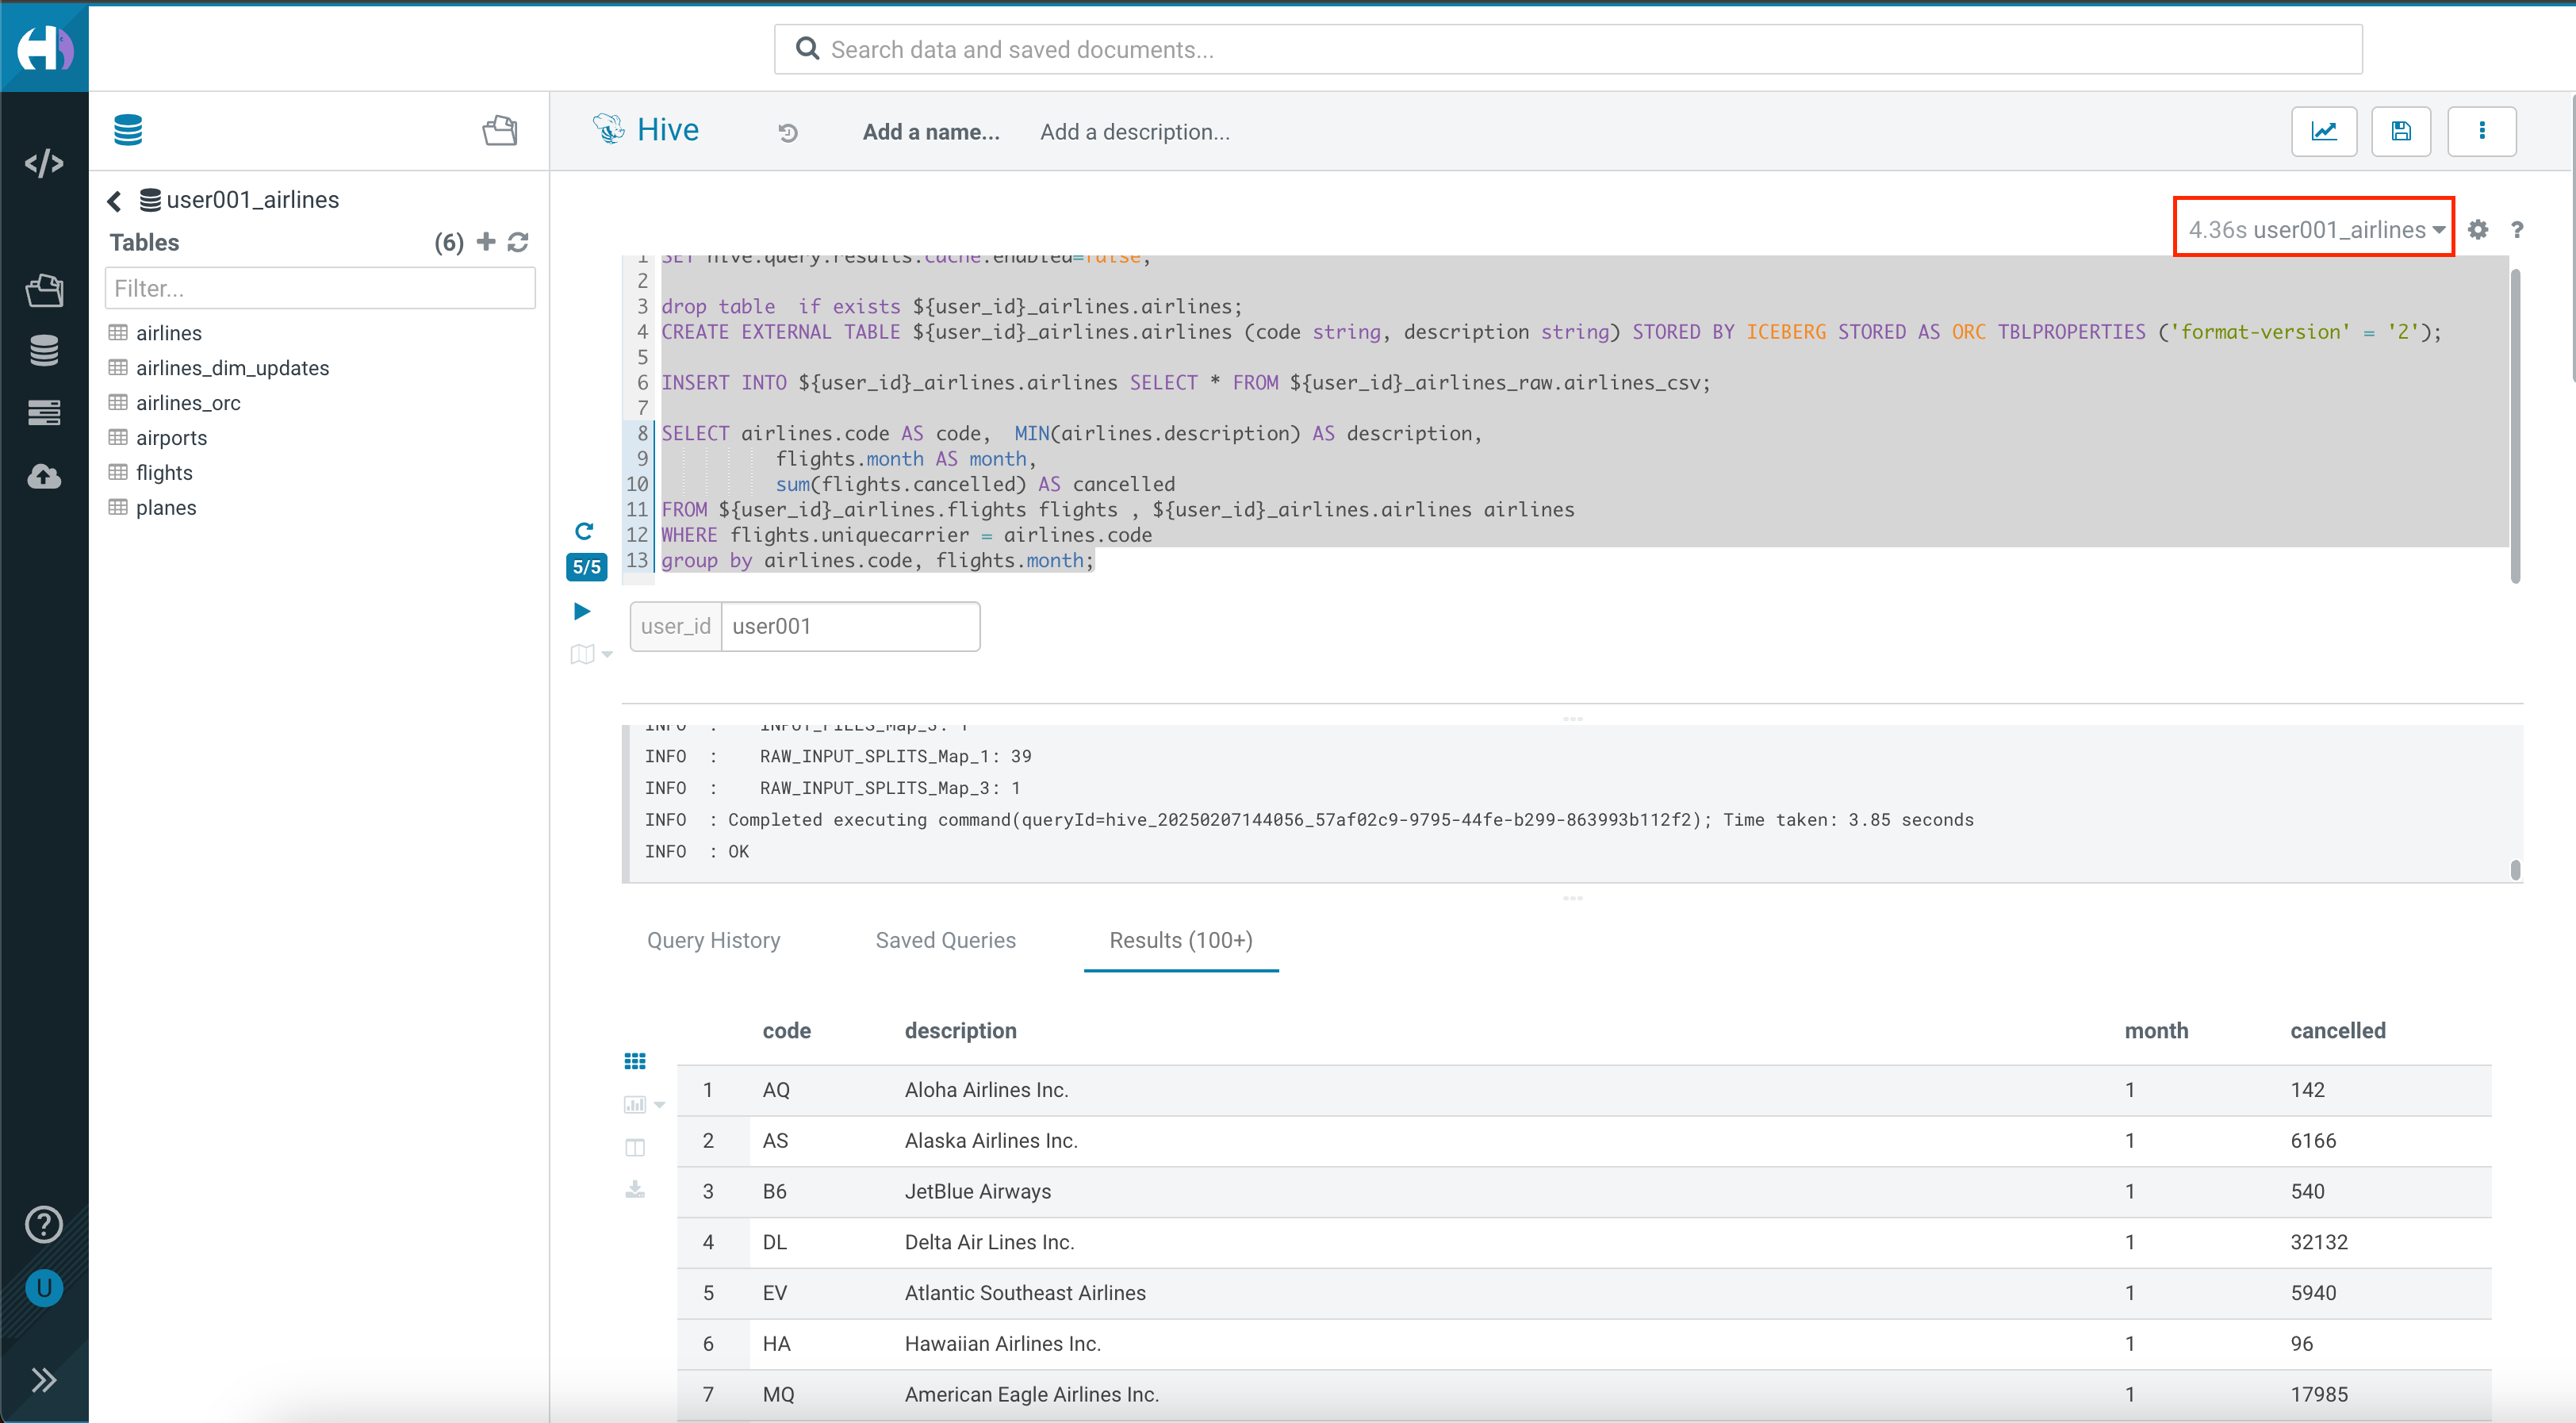 Search data and saved documents...
Hive
Add a name...
Add a description...
user001_airlines
Tables
(6)
Filter...
airlines
airlines_dim_updates
airlines_orc
airports
flights
planes
4.36s user001_airlines
?
1 SET hive.query.results.cache.enabled=false;
2
3 drop table  if exists ${user_id}_airlines.airlines;
4 CREATE EXTERNAL TABLE ${user_id}_airlines.airlines (code string, description string) STORED BY ICEBERG STORED AS ORC TBLPROPERTIES ('format-version' = '2');
5
6 INSERT INTO ${user_id}_airlines.airlines SELECT * FROM ${user_id}_airlines_raw.airlines_csv;
7
8 SELECT airlines.code AS code,  MIN(airlines.description) AS description,
9           flights.month AS month,
10           sum(flights.cancelled) AS cancelled
11 FROM ${user_id}_airlines.flights flights , ${user_id}_airlines.airlines airlines
12 WHERE flights.uniquecarrier = airlines.code
13 group by airlines.code, flights.month;
5/5
user_id user001
INFO  :    INPUT_FILES_Map_3: 1
INFO  :    RAW_INPUT_SPLITS_Map_1: 39
INFO  :    RAW_INPUT_SPLITS_Map_3: 1
INFO  : Completed executing command(queryId=hive_20250207144056_57af02c9-9795-44fe-b299-863993b112f2); Time taken: 3.85 seconds
INFO  : OK
Query History
Saved Queries
Results (100+)
code description month cancelled
1 AQ Aloha Airlines Inc. 1 142
2 AS Alaska Airlines Inc. 1 6166
3 B6 JetBlue Airways 1 540
4 DL Delta Air Lines Inc. 1 32132
5 EV Atlantic Southeast Airlines 1 5940
6 HA Hawaiian Airlines Inc. 1 96
7 MQ American Eagle Airlines Inc. 1 17985
?
U